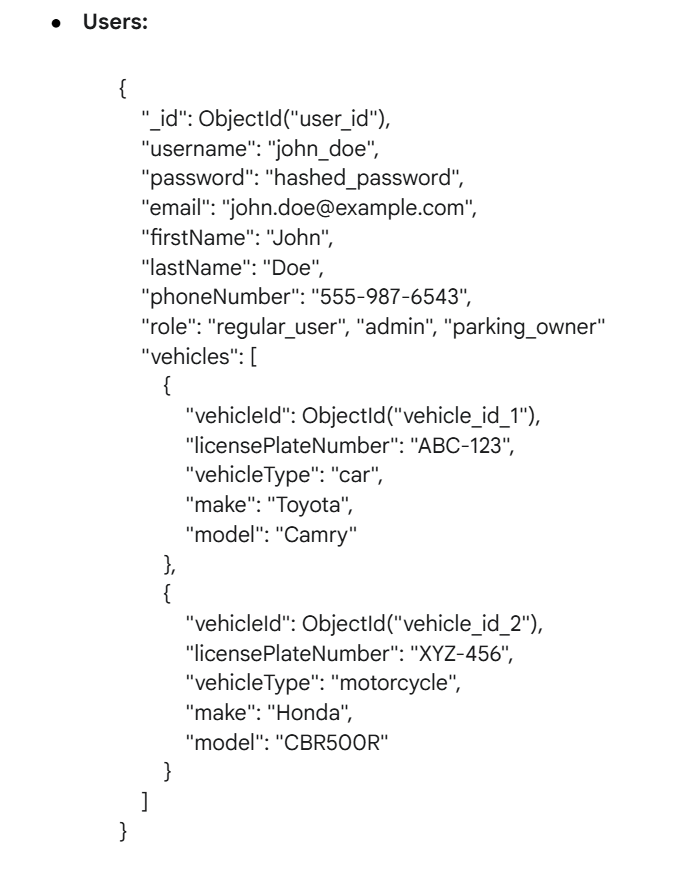 ● Users:
{
"_id": ObjectId("user_id"),
"username": "john_doe",
"password": "hashed_password",
"email": "john.doe@example.com",
"firstName": "John",
"lastName": "Doe",
"phoneNumber": "555-987-6543",
"role": "regular_user", "admin", "parking_owner"
"vehicles": [
{
"vehicleId": ObjectId("vehicle_id_1"),
"licensePlateNumber": "ABC-123",
"vehicleType": "car",
"make": "Toyota",
"model": "Camry"
},
{
"vehicleId": ObjectId("vehicle_id_2"),
"licensePlateNumber": "XYZ-456",
"vehicleType": "motorcycle",
"make": "Honda",
"model": "CBR500R"
}
]
}